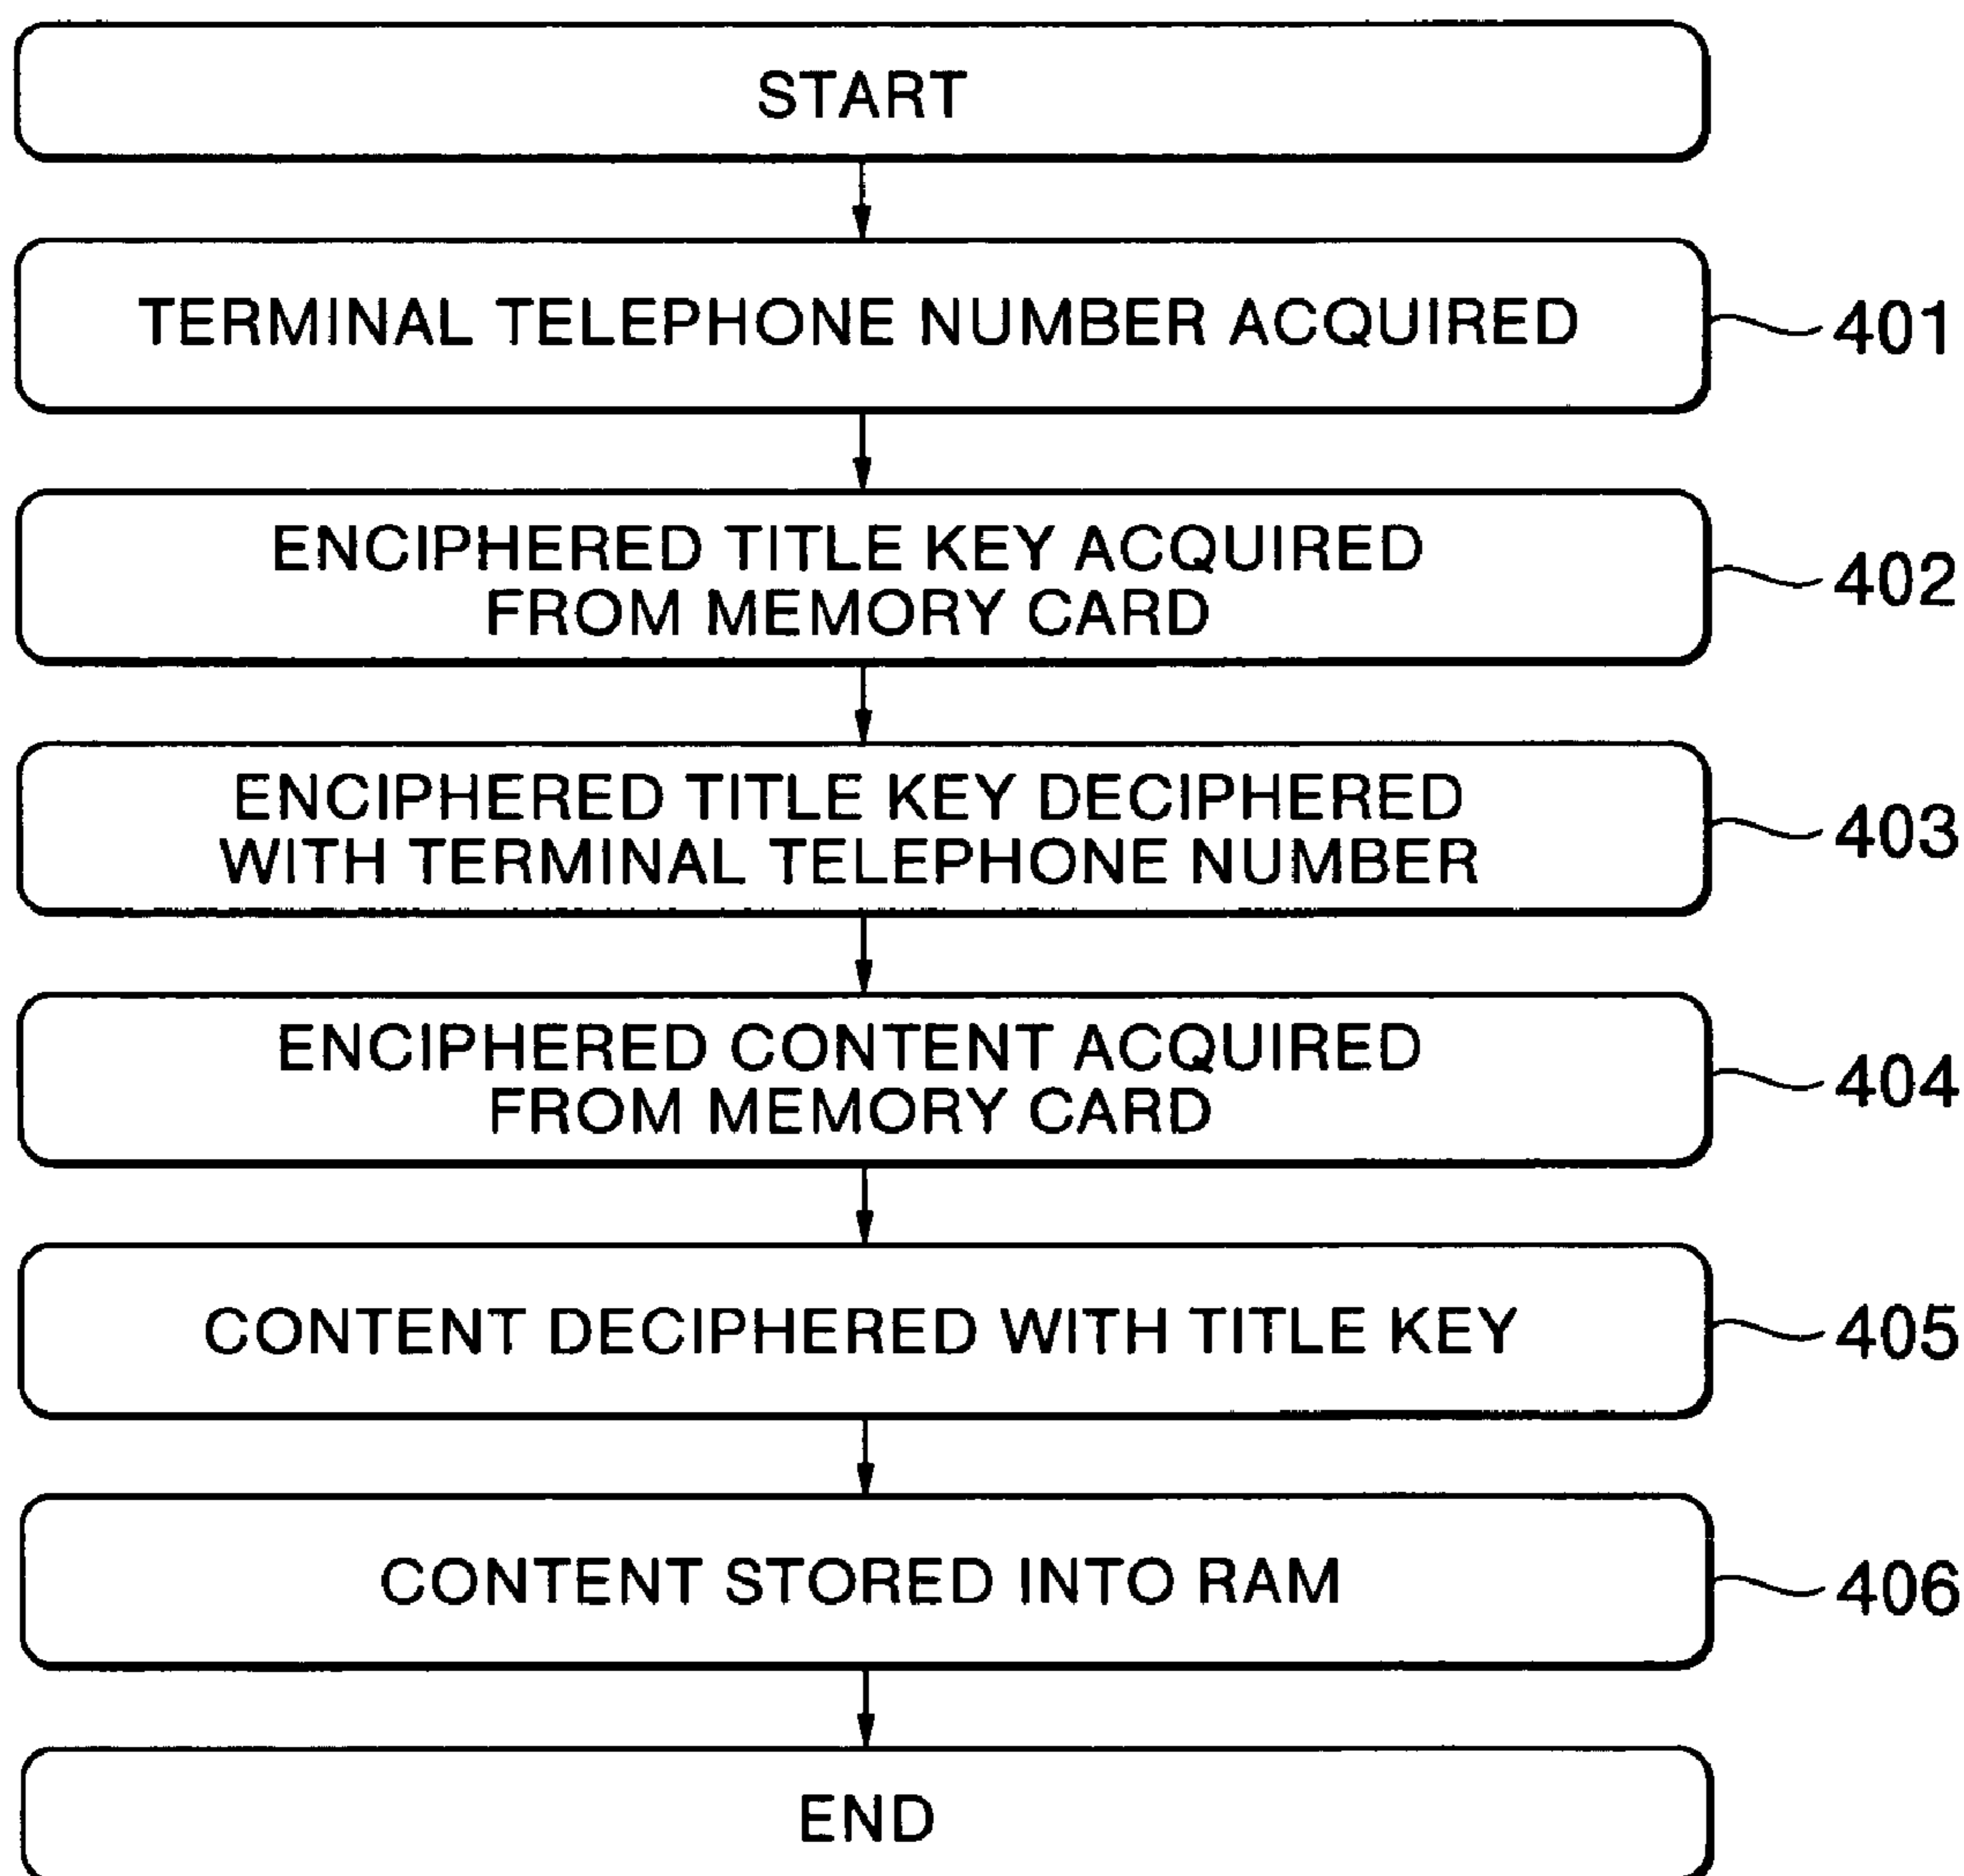 START
TERMINAL TELEPHONE NUMBER ACQUIRED
401
ENCIPHERED TITLE KEY ACQUIRED
FROM MEMORY CARD
402
ENCIPHERED TITLE KEY DECIPHERED
WITH TERMINAL TELEPHONE NUMBER
403
ENCIPHERED CONTENT ACQUIRED
FROM MEMORY CARD
404
CONTENT DECIPHERED WITH TITLE KEY
405
CONTENT STORED INTO RAM
406
END